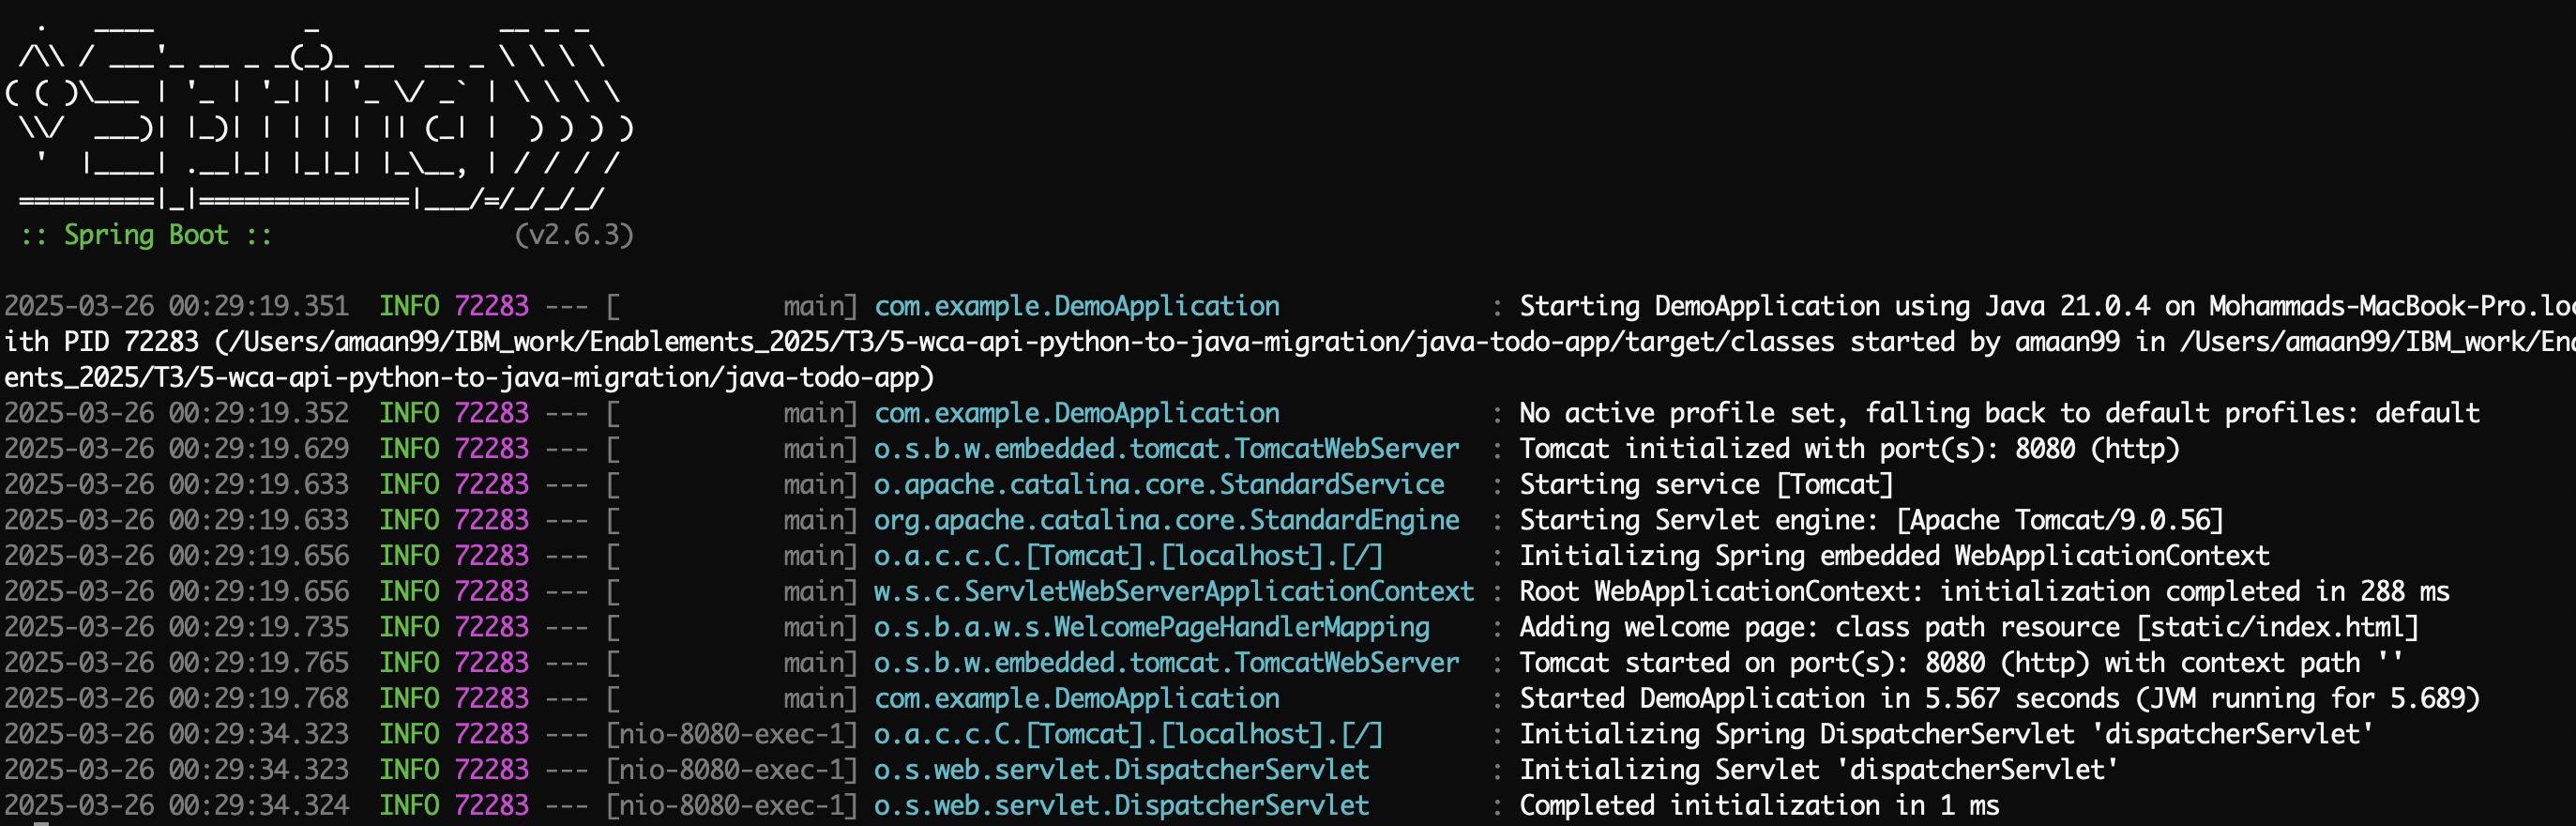 .   ____          _            __ _ _
 /\\ / ___'_ __ _ _(_)_ __  __ _ \ \ \ \
( ( )\___ | '_ | '_| | '_ \/ _` | \ \ \ \
 \\/  ___)| |_)| | | | | || (_| |  ) ) ) )
  '  |____| .__|_| |_|_| |_\__, | / / / /
 =========|_|==============|___/=/_/_/_/
 :: Spring Boot ::                (v2.6.3)

2025-03-26 00:29:19.351  INFO 72283 --- [           main] com.example.DemoApplication              : Starting DemoApplication using Java 21.0.4 on Mohammads-MacBook-Pro.loc
ith PID 72283 (/Users/amaan99/IBM_work/Enablements_2025/T3/5-wca-api-python-to-java-migration/java-todo-app/target/classes started by amaan99 in /Users/amaan99/IBM_work/En
ents_2025/T3/5-wca-api-python-to-java-migration/java-todo-app)
2025-03-26 00:29:19.352  INFO 72283 --- [           main] com.example.DemoApplication              : No active profile set, falling back to default profiles: default
2025-03-26 00:29:19.629  INFO 72283 --- [           main] o.s.b.w.embedded.tomcat.TomcatWebServer  : Tomcat initialized with port(s): 8080 (http)
2025-03-26 00:29:19.633  INFO 72283 --- [           main] o.apache.catalina.core.StandardService   : Starting service [Tomcat]
2025-03-26 00:29:19.633  INFO 72283 --- [           main] org.apache.catalina.core.StandardEngine  : Starting Servlet engine: [Apache Tomcat/9.0.56]
2025-03-26 00:29:19.656  INFO 72283 --- [           main] o.a.c.c.C.[Tomcat].[localhost].[/]       : Initializing Spring embedded WebApplicationContext
2025-03-26 00:29:19.656  INFO 72283 --- [           main] w.s.c.ServletWebServerApplicationContext : Root WebApplicationContext: initialization completed in 288 ms
2025-03-26 00:29:19.735  INFO 72283 --- [           main] o.s.b.a.w.s.WelcomePageHandlerMapping    : Adding welcome page: class path resource [static/index.html]
2025-03-26 00:29:19.765  INFO 72283 --- [           main] o.s.b.w.embedded.tomcat.TomcatWebServer  : Tomcat started on port(s): 8080 (http) with context path ''
2025-03-26 00:29:19.768  INFO 72283 --- [           main] com.example.DemoApplication              : Started DemoApplication in 5.567 seconds (JVM running for 5.689)
2025-03-26 00:29:34.323  INFO 72283 --- [nio-8080-exec-1] o.a.c.c.C.[Tomcat].[localhost].[/]       : Initializing Spring DispatcherServlet 'dispatcherServlet'
2025-03-26 00:29:34.323  INFO 72283 --- [nio-8080-exec-1] o.s.web.servlet.DispatcherServlet        : Initializing Servlet 'dispatcherServlet'
2025-03-26 00:29:34.324  INFO 72283 --- [nio-8080-exec-1] o.s.web.servlet.DispatcherServlet        : Completed initialization in 1 ms